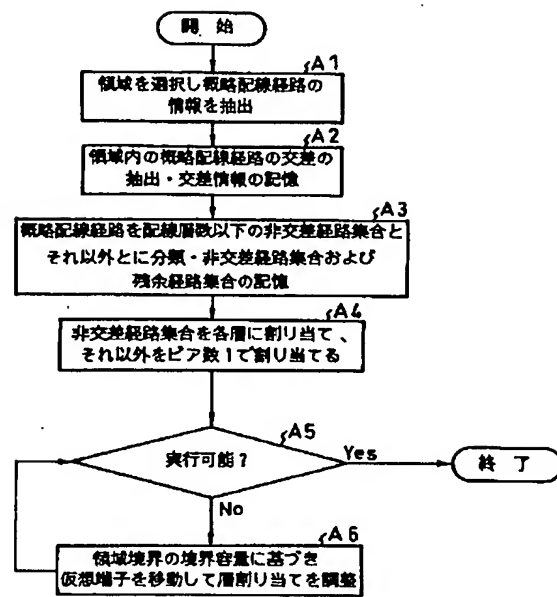 開始
A1
領域を選択し概略配線経路の
情報を抽出
A2
領域内の概略配線経路の交差の
抽出・交差情報の記憶
A3
概略配線経路を配線層数以下の非交差経路集合と
それ以外とに分類・非交差経路集合および
残余経路集合の記憶
A4
非交差経路集合を各層に割り当て、
それ以外をビア数1で割り当てる
A5
実行可能?
Yes
終了
No
A6
領域境界の境界容量に基づき
仮想端子を移動して層割り当てを調整